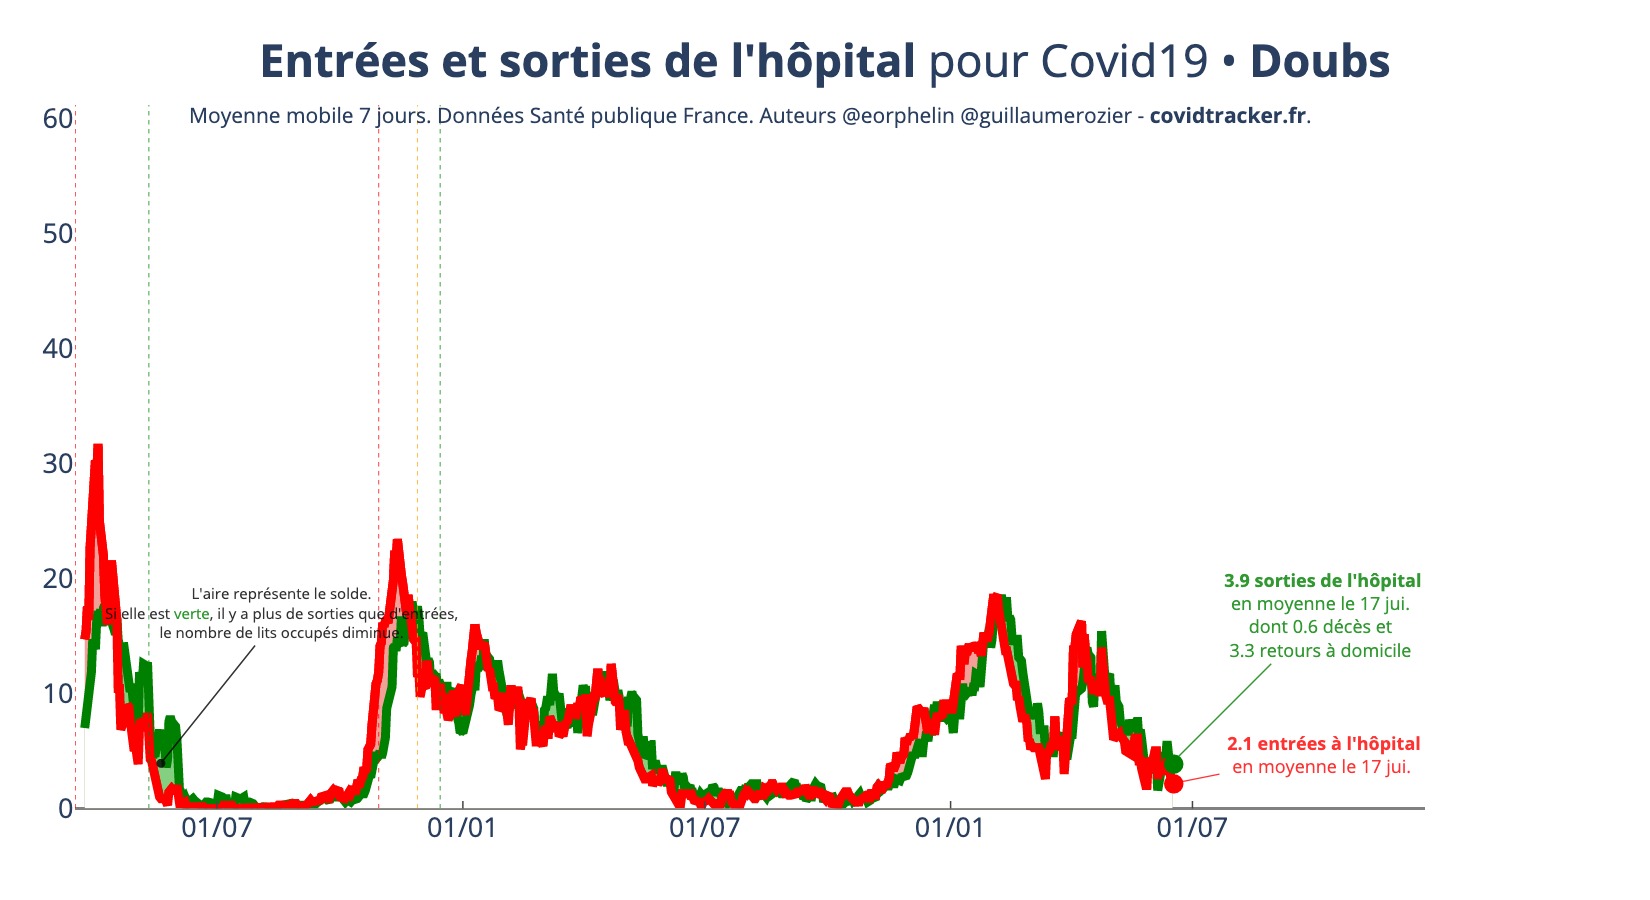 Entrées et sorties de l'hôpital pour Covid19 • Doubs
Moyenne mobile 7 jours. Données Santé publique France. Auteurs @eorphelin @guillaumerozier - covidtracker.fr.
60
50
40
30
20
10
0
L'aire représente le solde.
Si elle est verte, il y a plus de sorties que d'entrées,
le nombre de lits occupés diminue.
3.9 sorties de l'hôpital
en moyenne le 17 jui.
dont 0.6 décès et
3.3 retours à domicile
2.1 entrées à l'hôpital
en moyenne le 17 jui.
01/07
01/01
01/07
01/01
01/07